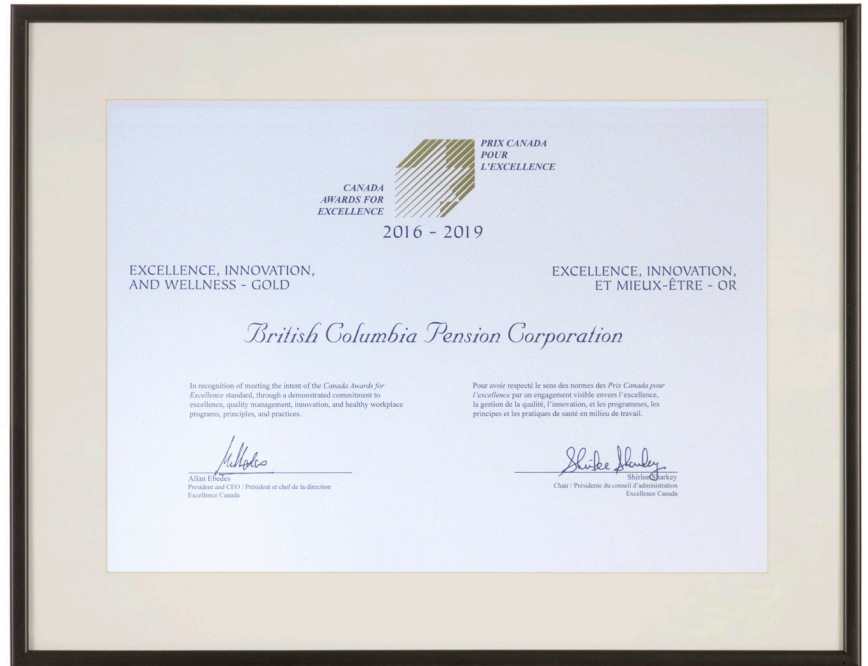 PRIX CANADA
POUR
L'EXCELLENCE
CANADA
AWARDS FOR
EXCELLENCE
2016 - 2019
EXCELLENCE, INNOVATION,
AND WELLNESS - GOLD
EXCELLENCE, INNOVATION,
ET MIEUX-ÊTRE - OR
British Columbia Pension Corporation
In recognition of meeting the intent of the Canada Awards for
Excellence standard, through a demonstrated commitment to
excellence, quality management, innovation, and healthy workplace
programs, principles, and practices.
Pour avoir respecté le sens des normes des Prix Canada pour
l'excellence par un engagement visible envers l'excellence,
la gestion de la qualité, l'innovation, et les programmes, les
principes et les pratiques de santé en milieu de travail.
Allan Ebedes
President and CEO / Président et chef de la direction
Excellence Canada
Shirlee Sharkey
Shirlee Sharkey
Chair / Présidente du conseil d'administration
Excellence Canada